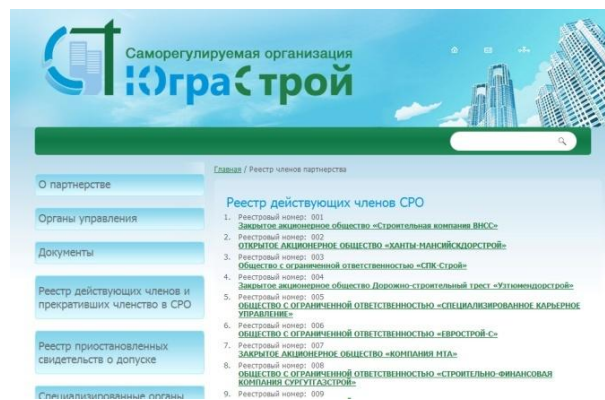 Саморегулируемая организация
ЮграСтрой
Главная / Реестр членов партнерства
О партнерстве
Органы управления
Документы
Реестр действующих членов и
прекративших членство в СРО
Реестр приостановленных
свидетельств о допуске
Специализированные органы
Реестр действующих членов СРО
1. Реестровый номер: 001
Закрытое акционерное общество «Строительная компания ВНСС»
2. Реестровый номер: 002
ОТКРЫТОЕ АКЦИОНЕРНОЕ ОБЩЕСТВО «ХАНТЫ-МАНСИЙСКДОРСТРОЙ»
3. Реестровый номер: 003
Общество с ограниченной ответственностью «СПК-Строй»
4. Реестровый номер: 004
Закрытое акционерное общество Дорожно-строительный трест «Узтюмендорстрой»
5. Реестровый номер: 005
ОБЩЕСТВО С ОГРАНИЧЕННОЙ ОТВЕТСТВЕННОСТЬЮ «СПЕЦИАЛИЗИРОВАННОЕ КАРЬЕРНОЕ
УПРАВЛЕНИЕ»
6. Реестровый номер: 006
ОБЩЕСТВО С ОГРАНИЧЕННОЙ ОТВЕТСТВЕННОСТЬЮ «ЕВРОСТРОЙ-С»
7. Реестровый номер: 007
ЗАКРЫТОЕ АКЦИОНЕРНОЕ ОБЩЕСТВО «КОМПАНИЯ МТА»
8. Реестровый номер: 008
ОБЩЕСТВО С ОГРАНИЧЕННОЙ ОТВЕТСТВЕННОСТЬЮ «СТРОИТЕЛЬНО-ФИНАНСОВАЯ
КОМПАНИЯ СУРГУТГАЗСТРОЙ»
9. Реестровый номер: 009